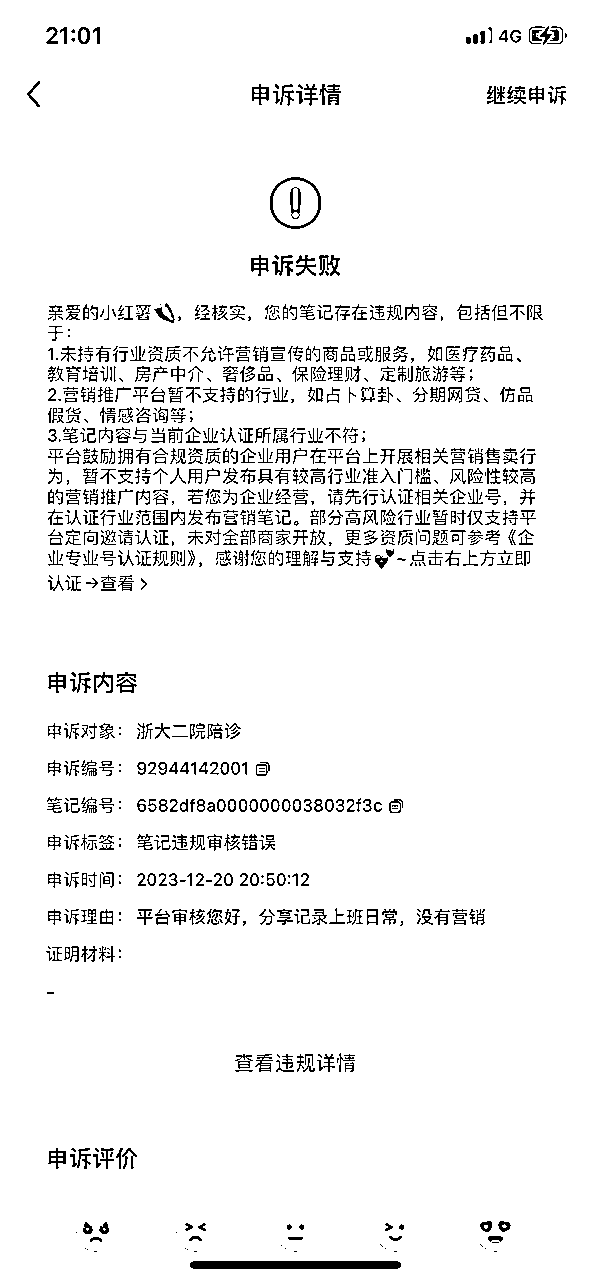 21:01
4G
申诉详情
继续申诉
申诉失败
亲爱的小红薯🍠，经核实，您的笔记存在违规内容，包括但不限
于：
1.未持有行业资质不允许营销宣传的商品或服务，如医疗药品、
教育培训、房产中介、奢侈品、保险理财、定制旅游等；
2.营销推广平台暂不支持的行业，如占卜算卦、分期网贷、仿品
假货、情感咨询等；
3.笔记内容与当前企业认证所属行业不符；
平台鼓励拥有合规资质的企业用户在平台上开展相关营销售卖行
为，暂不支持个人用户发布具有较高行业准入门槛、风险性较高
的营销推广内容，若您为企业经营，请先行认证相关企业号，并
在认证行业范围内发布营销笔记。部分高风险行业暂时仅支持平
台定向邀请认证，未对全部商家开放，更多资质问题可参考《企
业专业号认证规则》，感谢您的理解与支持💕~点击右上方立即
认证→查看 >
申诉内容
申诉对象： 浙大二院陪诊
申诉编号： 92944142001
笔记编号： 6582df8a0000000038032f3c
申诉标签： 笔记违规审核错误
申诉时间： 2023-12-20 20:50:12
申诉理由： 平台审核您好，分享记录上班日常，没有营销
证明材料：
–
查看违规详情
申诉评价